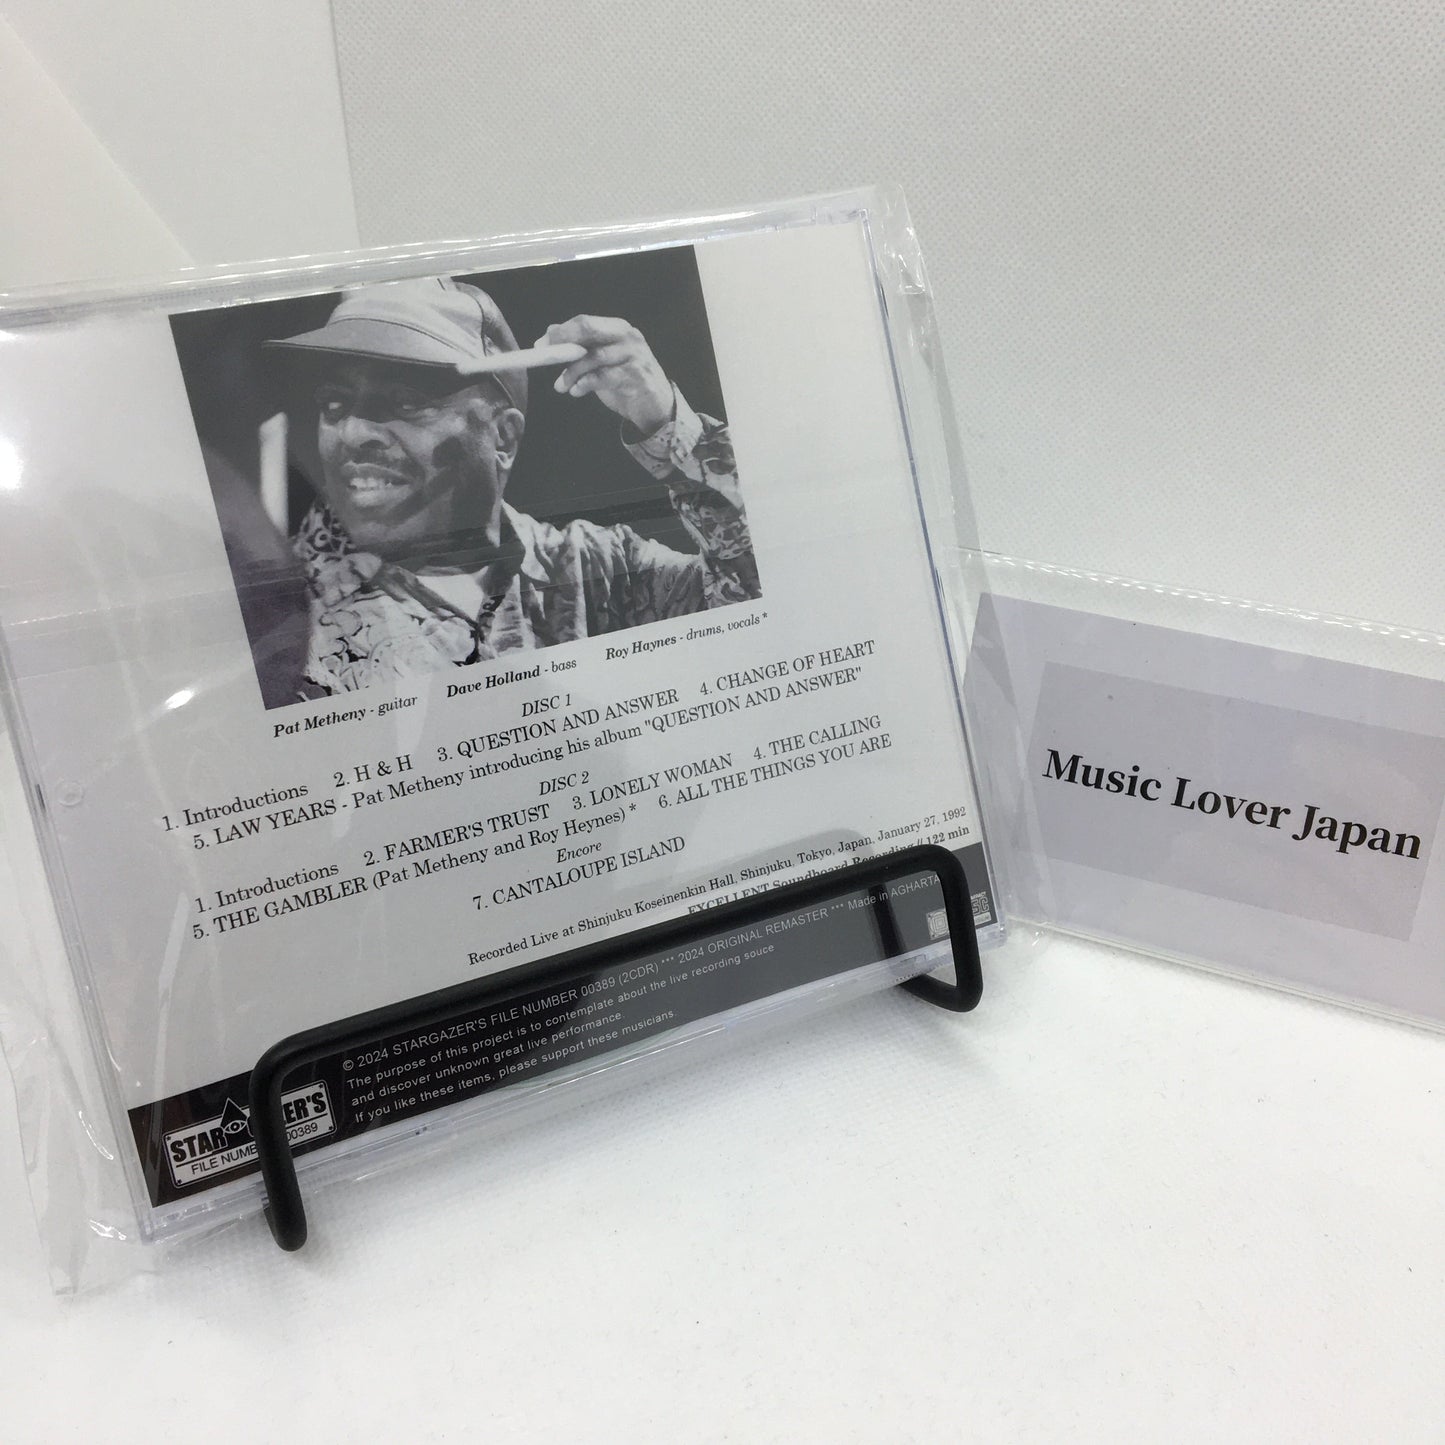 Pat Metheny - guitar Dave Holland - bass Roy Haynes - drums, vocals *
DISC 1
1. Introductions 2. H & H 3. QUESTION AND ANSWER 4. CHANGE OF HEART
5. LAW YEARS - Pat Metheny introducing his album "QUESTION AND ANSWER"
DISC 2
1. Introductions 2. FARMER'S TRUST 3. LONELY WOMAN 4. THE CALLING
5. THE GAMBLER (Pat Metheny and Roy Heynes) * 6. ALL THE THINGS YOU ARE
Encore
7. CANTALOUPE ISLAND
Recorded Live at Shinjuku Koseinenkin Hall, Shinjuku, Tokyo, Japan, January 27, 1992
EXCELLENT Soundboard Recording // 122 min
© 2024 STARGAZER'S FILE NUMBER 00389 (2CDR) *** 2024 ORIGINAL REMASTER *** Made in AGHARTA
The purpose of this project is to contemplate about the live recording souce
and discover unknown great live performance.
If you like these items, please support these musicians.
STAR ER'S
FILE NUMB 00389
Music Lover Japan